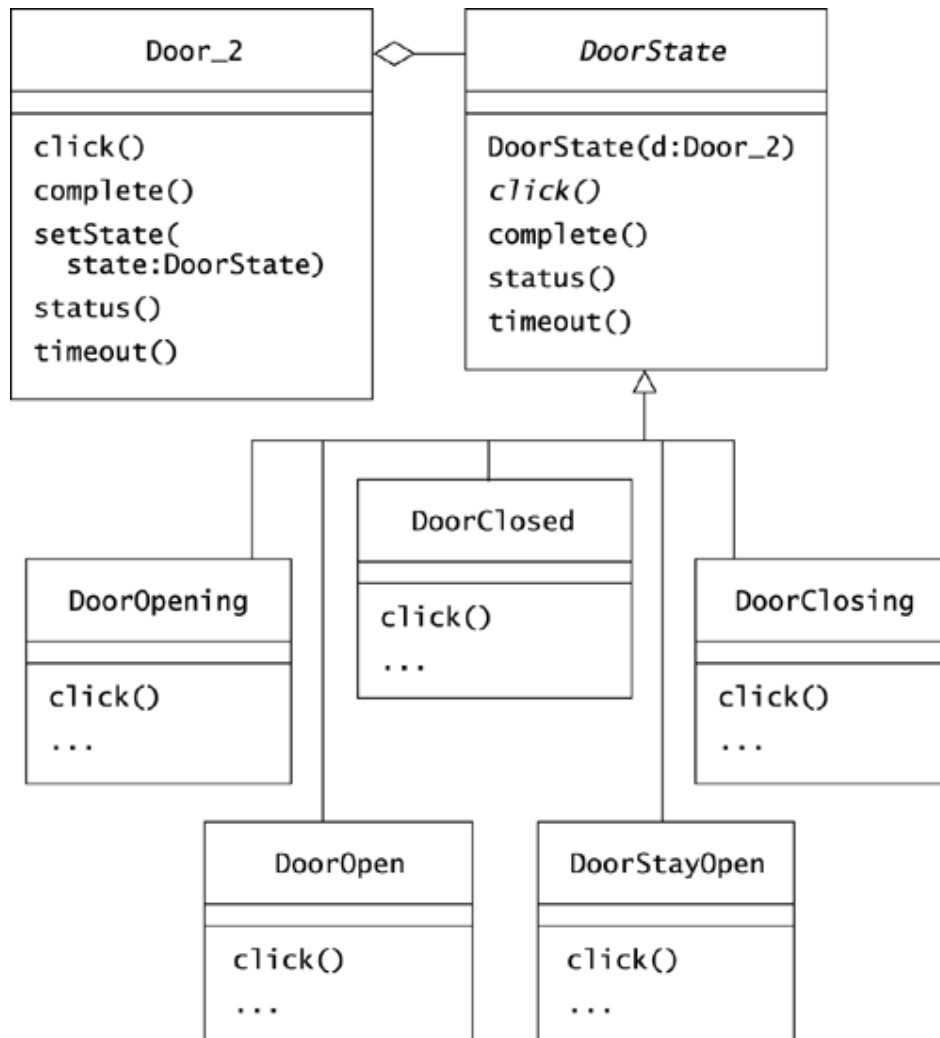 Door_2
click()
complete()
setState(
state:DoorState)
status()
timeout()
DoorState
DoorState(d:Door_2)
click()
complete()
status()
timeout()
DoorClosed
click()
...
DoorOpening
click()
...
DoorClosing
click()
...
DoorOpen
click()
...
DoorStayOpen
click()
...